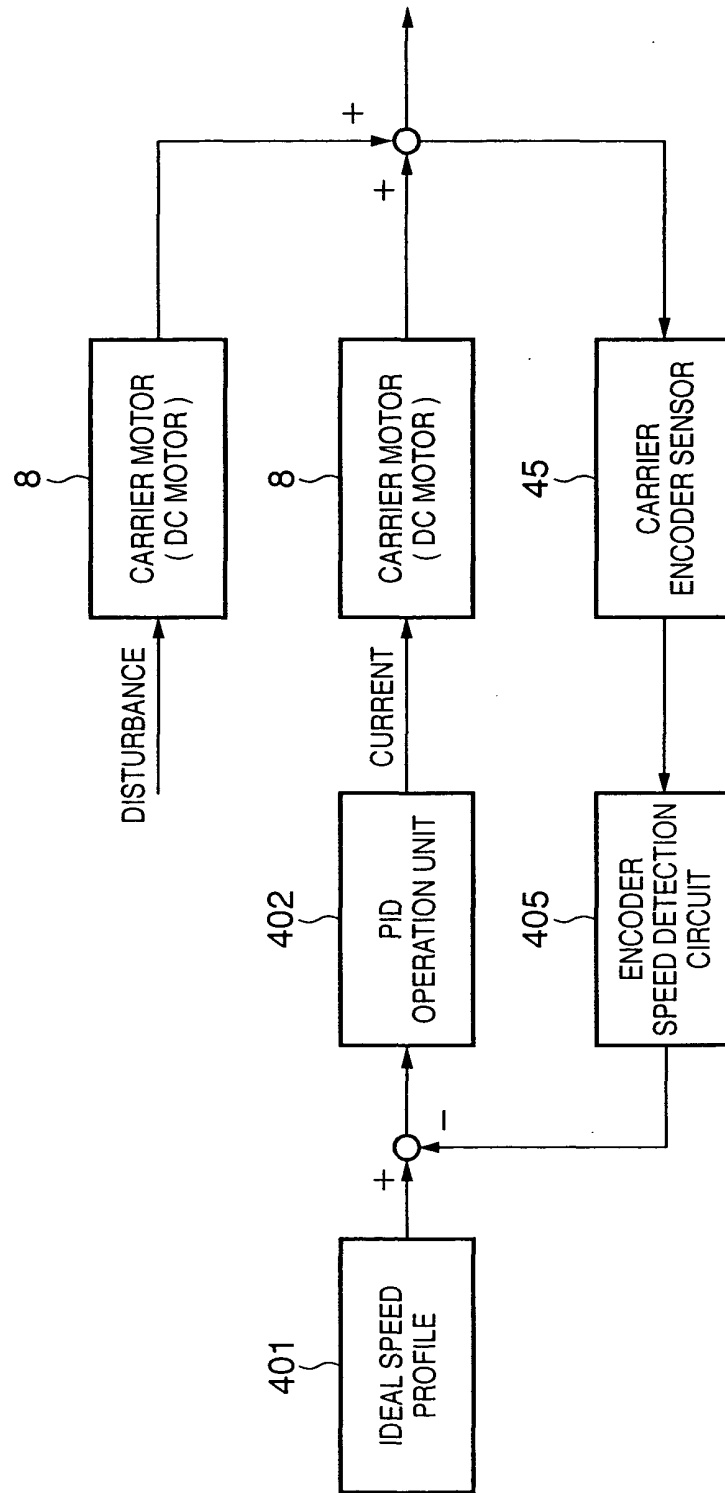 8
CARRIER MOTOR
( DC MOTOR )
DISTURBANCE
+
401
IDEAL SPEED
PROFILE
+
−
402
PID
OPERATION UNIT
CURRENT
8
CARRIER MOTOR
( DC MOTOR )
+
405
ENCODER
SPEED DETECTION
CIRCUIT
45
CARRIER
ENCODER SENSOR